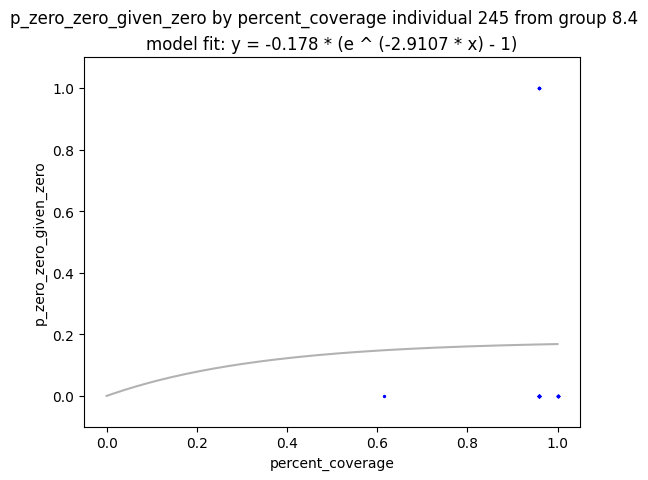 p_zero_zero_given_zero by percent_coverage individual 245 from group 8.4
model fit: y = -0.178 * (e ^ (-2.9107 * x) - 1)
1.0
0.8
0.6
0.4
0.2
0.0
p_zero_zero_given_zero
0.0 0.2 0.4 0.6 0.8 1.0
percent_coverage